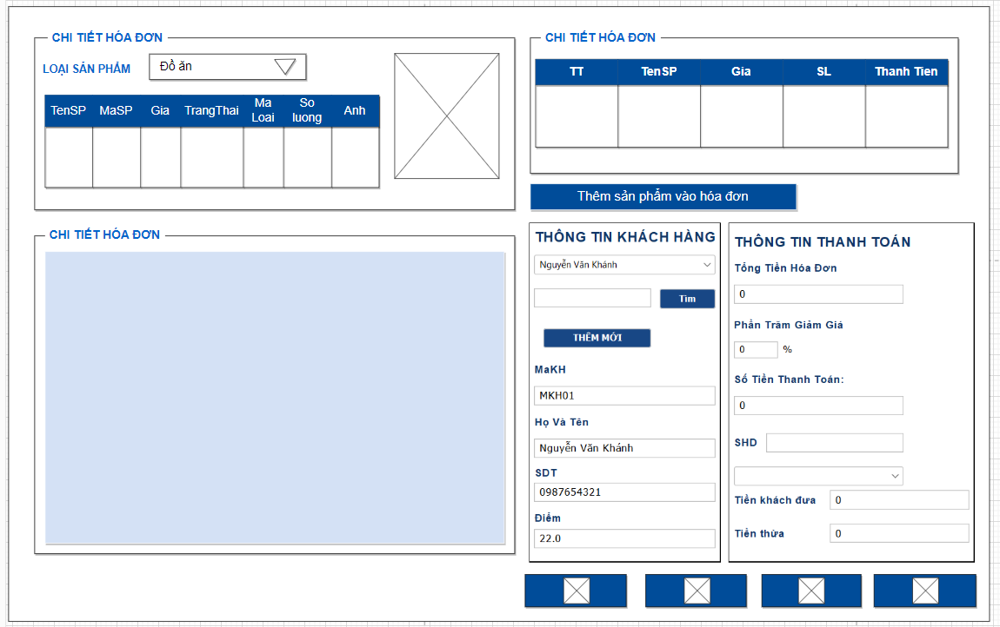 CHI TIẾT HÓA ĐƠN
LOẠI SẢN PHẨM
Đồ ăn
TenSP MaSP Gia TrangThai Ma Loai So luong Anh
CHI TIẾT HÓA ĐƠN
TT TenSP Gia SL Thanh Tien
Thêm sản phẩm vào hóa đơn
CHI TIẾT HÓA ĐƠN
THÔNG TIN KHÁCH HÀNG
Nguyễn Văn Khánh
Tìm
THÊM MỚI
MaKH
MKH01
Họ Và Tên
Nguyễn Văn Khánh
SDT
0987654321
Điểm
22.0
THÔNG TIN THANH TOÁN
Tổng Tiền Hóa Đơn
0
Phần Trăm Giảm Giá
0 %
Số Tiền Thanh Toán:
0
SHD
Tiền khách đưa 0
Tiền thừa 0